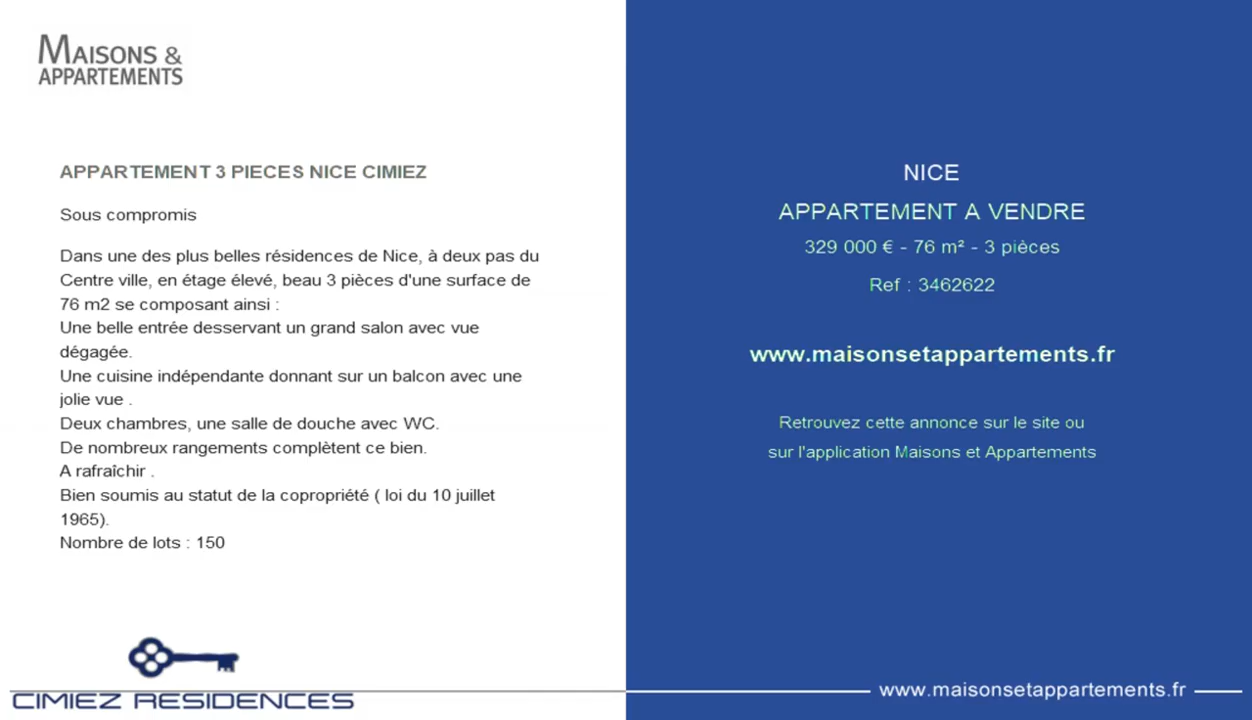 MAISONS &
APPARTEMENTS
APPARTEMENT 3 PIECES NICE CIMIEZ
Sous compromis
Dans une des plus belles résidences de Nice, à deux pas du
Centre ville, en étage élevé, beau 3 pièces d'une surface de
76 m2 se composant ainsi :
Une belle entrée desservant un grand salon avec vue
dégagée.
Une cuisine indépendante donnant sur un balcon avec une
jolie vue .
Deux chambres, une salle de douche avec WC.
De nombreux rangements complètent ce bien.
A rafraîchir .
Bien soumis au statut de la copropriété ( loi du 10 juillet
1965).
Nombre de lots : 150
CIMIEZ RESIDENCES
NICE
APPARTEMENT A VENDRE
329 000 € - 76 m² - 3 pièces
Ref : 3462622
www.maisonsetappartements.fr
Retrouvez cette annonce sur le site ou
sur l'application Maisons et Appartements
www.maisonsetappartements.fr